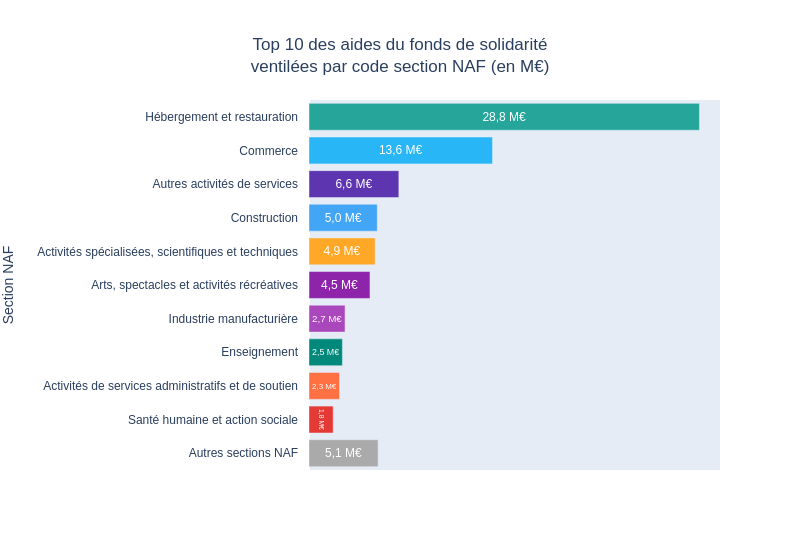 Top 10 des aides du fonds de solidarité
ventilées par code section NAF (en M€)
Section NAF
Hébergement et restauration 28,8 M€
Commerce 13,6 M€
Autres activités de services 6,6 M€
Construction 5,0 M€
Activités spécialisées, scientifiques et techniques 4,9 M€
Arts, spectacles et activités récréatives 4,5 M€
Industrie manufacturière 2,7 M€
Enseignement 2,5 M€
Activités de services administratifs et de soutien 2,3 M€
Santé humaine et action sociale 1,8 M€
Autres sections NAF 5,1 M€